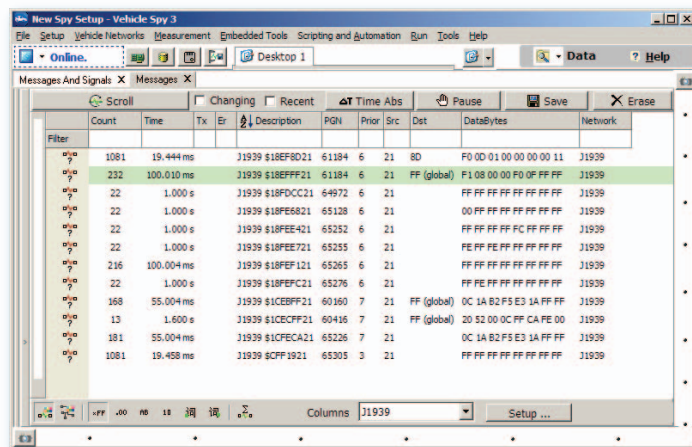 New Spy Setup - Vehicle Spy 3
File Setup Vehicle Networks Measurement Embedded Tools Scripting and Automation Run Tools Help
Online. Desktop 1 Data ? Help
Messages And Signals X Messages X
Scroll Changing Recent ΔT Time Abs Pause Save Erase
Count Time Tx Er Description PGN Prior Src Dst DataBytes Network
Filter
1081 19.444 ms J1939 $18EF8D21 61184 6 21 8D F0 0D 01 00 00 00 00 11 J1939
232 100.010 ms J1939 $18EFFF21 61184 6 21 FF (global) F1 08 00 00 F0 0F FF FF J1939
22 1.000 s J1939 $18FDCC21 64972 6 21 FF FF FF FF FF FF FF FF J1939
22 1.000 s J1939 $18FE6821 65128 6 21 00 FF FF FF FF FF FF FF J1939
22 1.000 s J1939 $18FEE421 65252 6 21 FF FF FF FF FC FF FF FF J1939
22 1.000 s J1939 $18FEE721 65255 6 21 FE FF FE FF FF FF FF FF J1939
216 100.004 ms J1939 $18FEF121 65265 6 21 FF FF FF FF FF FF FF FF J1939
22 1.000 s J1939 $18FEFC21 65276 6 21 FF FE FF FF FF FF FF FF J1939
168 55.004 ms J1939 $1CEBFF21 60160 7 21 FF (global) 0C 1A B2 F5 E3 1A FF FF J1939
13 1.600 s J1939 $1CECFF21 60416 7 21 FF (global) 20 52 00 0C FF CA FE 00 J1939
181 55.004 ms J1939 $1CFECA21 65226 7 21 0C 1A B2 F5 E3 1A FF FF J1939
1081 19.458 ms J1939 $CFF1921 65305 3 21 FF FF FF FF FF FF FF FF J1939
×FF .00 Columns J1939 Setup ...